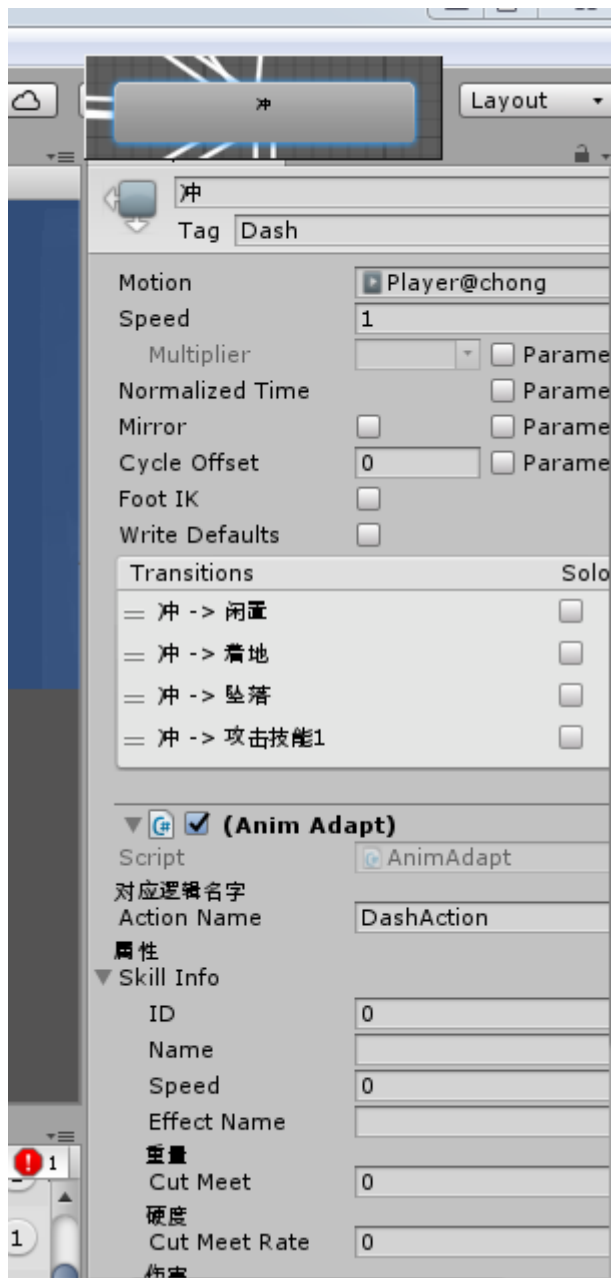 冲
Layout
冲
Tag Dash
Motion Player@chong
Speed 1
Multiplier Parame
Normalized Time Parame
Mirror Parame
Cycle Offset 0 Parame
Foot IK
Write Defaults
Transitions Solo
冲 -> 闲置
冲 -> 着地
冲 -> 坠落
冲 -> 攻击技能1
(Anim Adapt)
Script AnimAdapt
对应逻辑名字
Action Name DashAction
属性
Skill Info
ID 0
Name
Speed 0
Effect Name
重量
1
Cut Meet 0
硬度
1
Cut Meet Rate 0
伤害